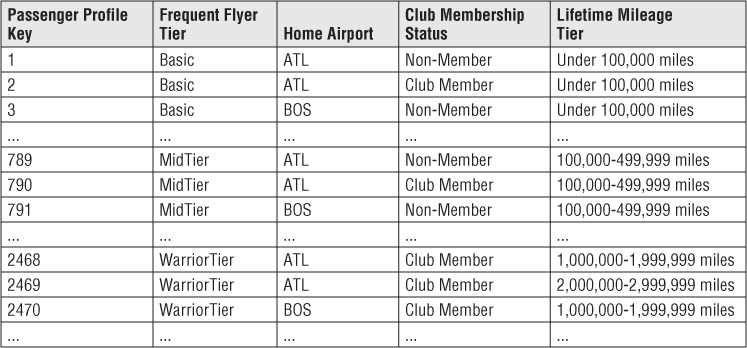 Passenger Profile Key | Frequent Flyer Tier | Home Airport | Club Membership Status | Lifetime Mileage Tier
1 | Basic | ATL | Non-Member | Under 100,000 miles
2 | Basic | ATL | Club Member | Under 100,000 miles
3 | Basic | BOS | Non-Member | Under 100,000 miles
... | ... | ... | ... | ...
789 | MidTier | ATL | Non-Member | 100,000-499,999 miles
790 | MidTier | ATL | Club Member | 100,000-499,999 miles
791 | MidTier | BOS | Non-Member | 100,000-499,999 miles
... | ... | ... | ... | ...
2468 | WarriorTier | ATL | Club Member | 1,000,000-1,999,999 miles
2469 | WarriorTier | ATL | Club Member | 2,000,000-2,999,999 miles
2470 | WarriorTier | BOS | Club Member | 1,000,000-1,999,999 miles
... | ... | ... | ... | ...